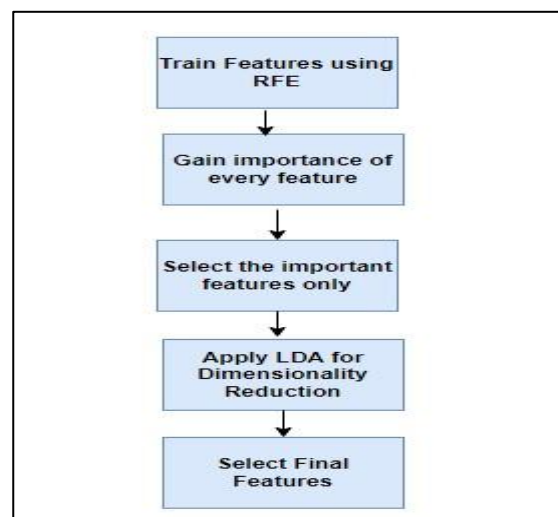 Train Features using
RFE
Gain importance of
every feature
Select the important
features only
Apply LDA for
Dimensionality
Reduction
Select Final
Features